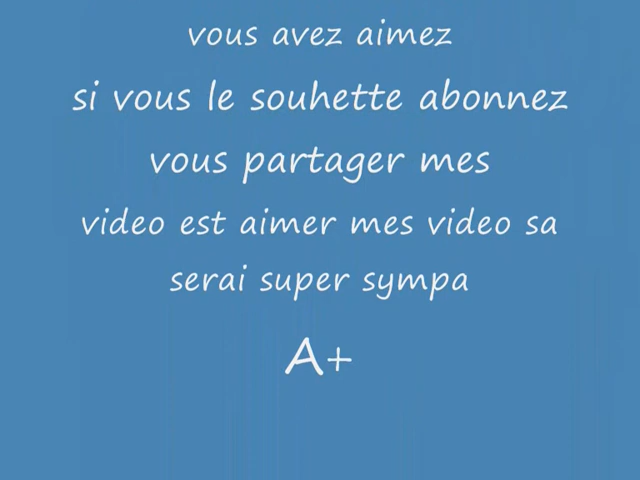 vous avez aimez
si vous le souhette abonnez
vous partager mes
video est aimer mes video sa
serai super sympa
A+